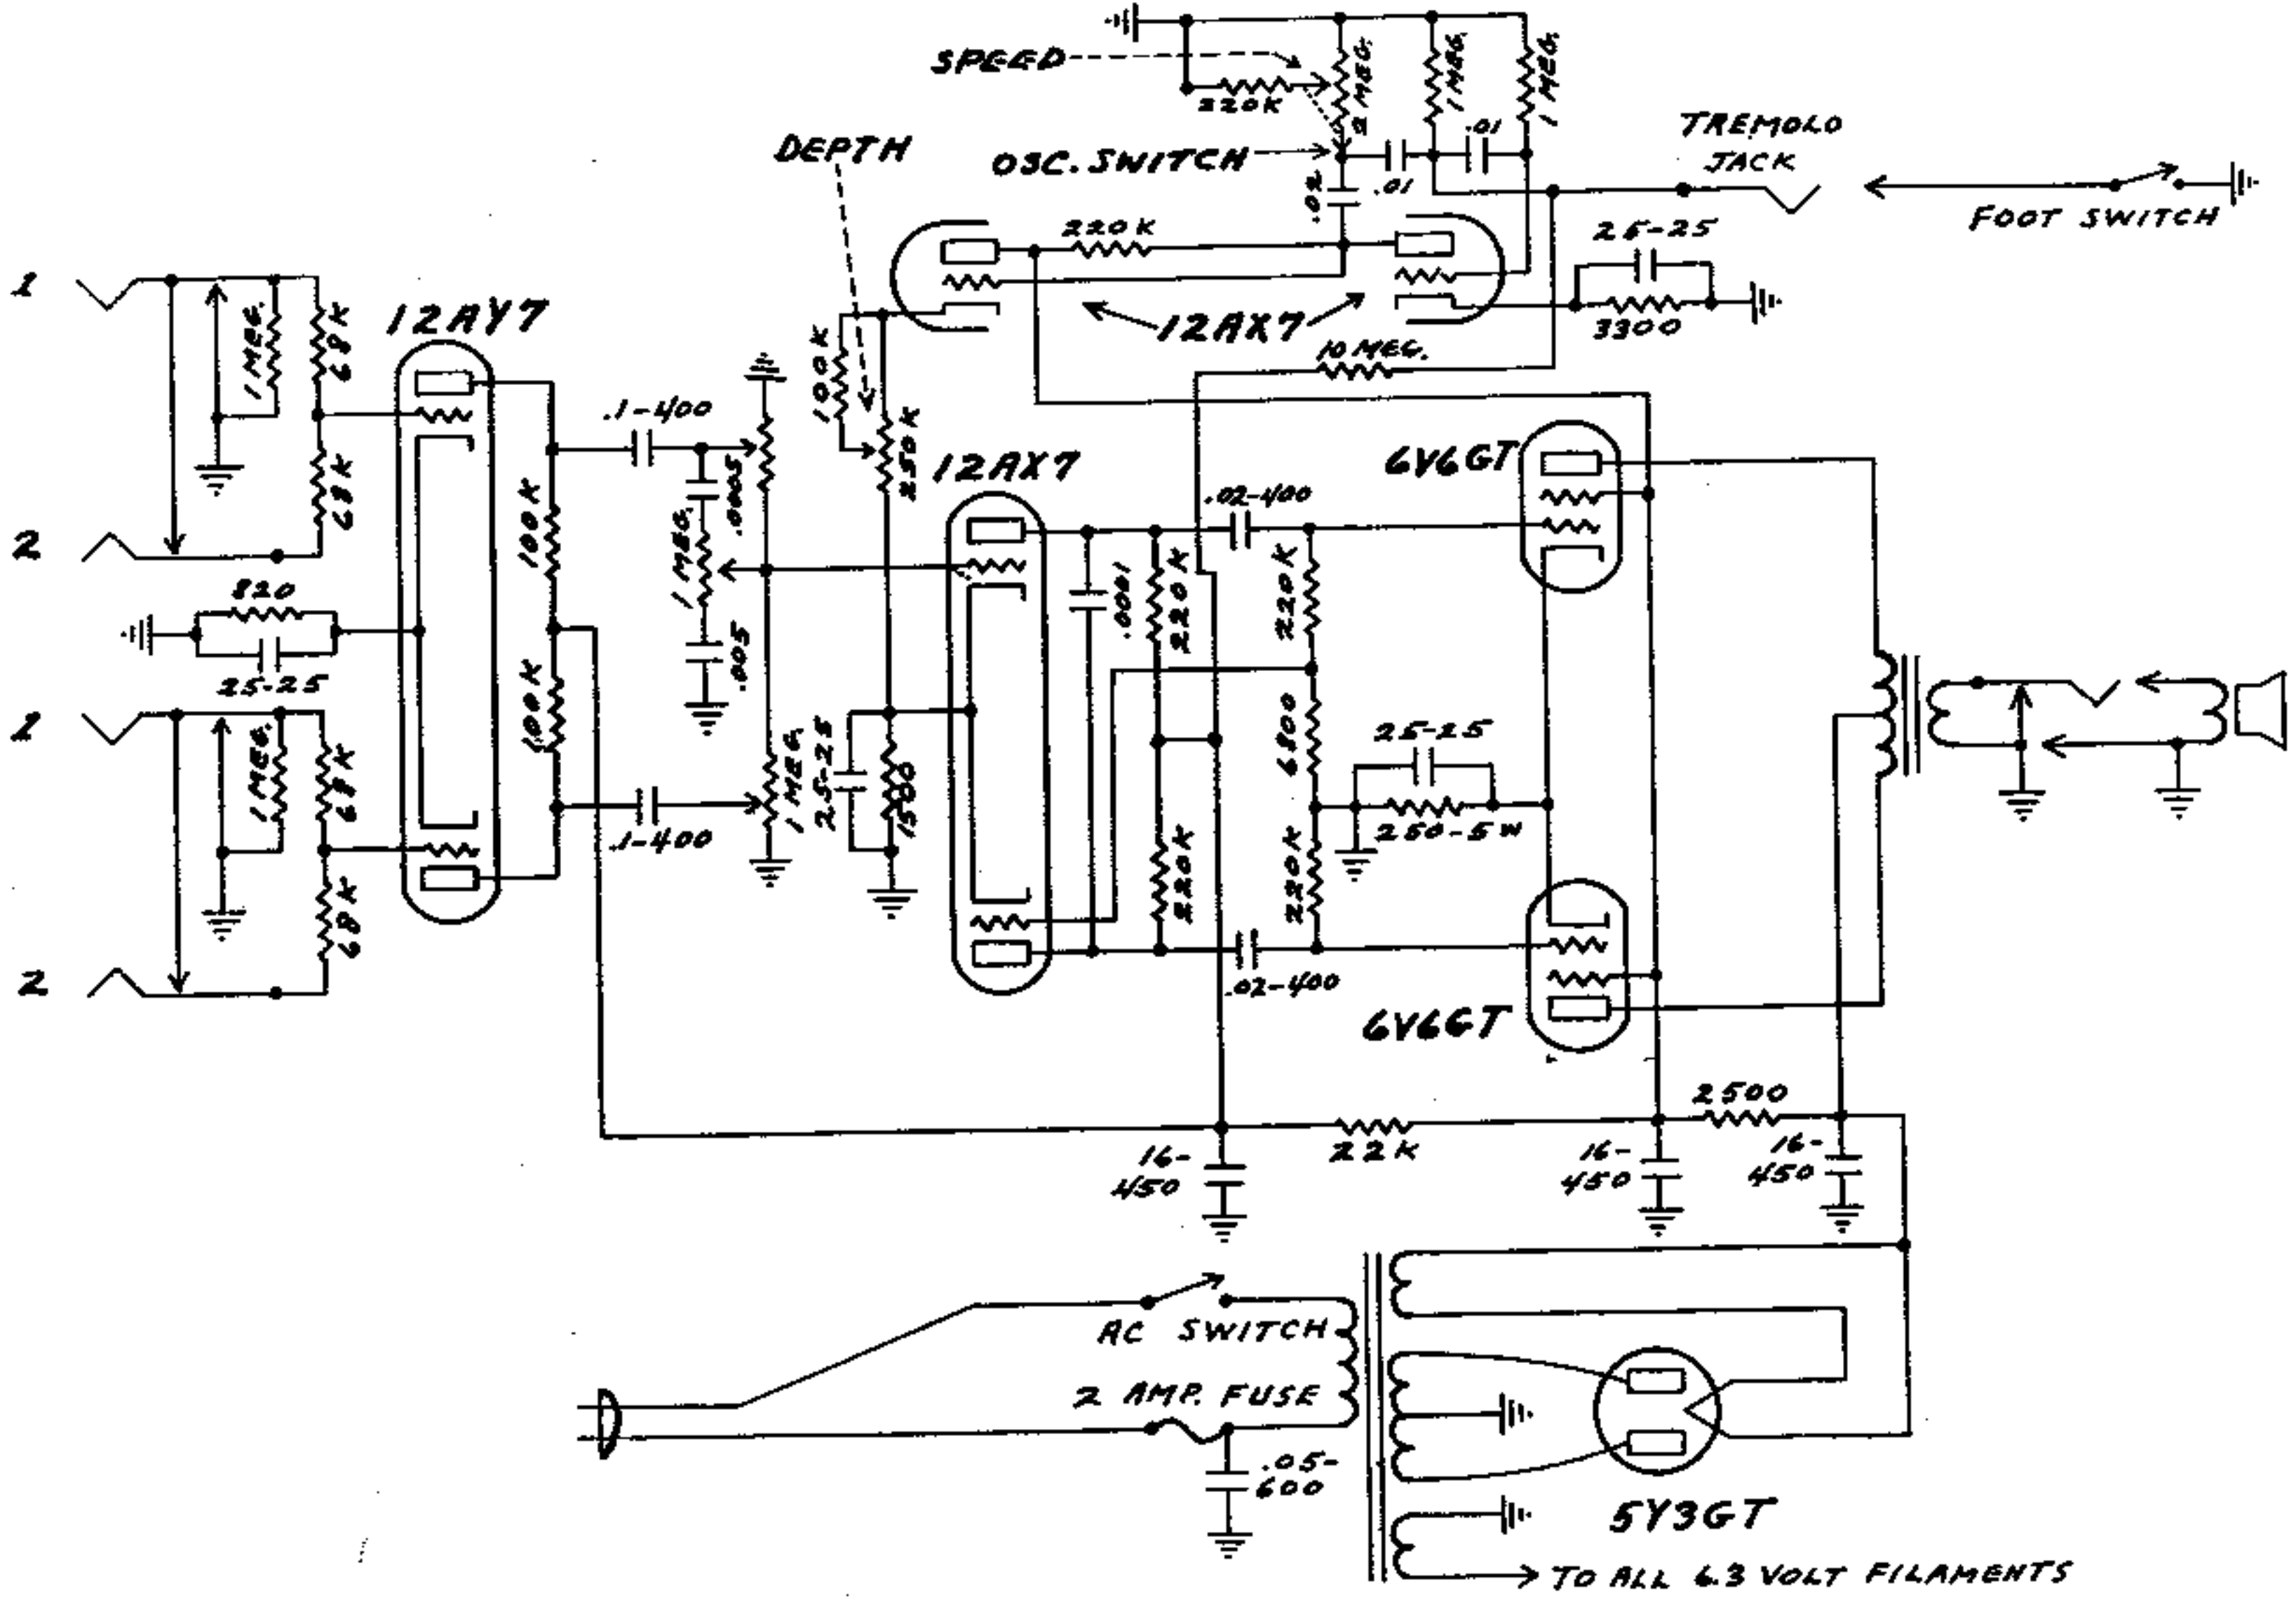 SPEED
220K
2 MEG.
1 MEG.
1 MEG.
DEPTH
OSC. SWITCH
.01
.01
.02
TREMOLO
JACK
FOOT SWITCH
220K
25-25
3300
12AX7
10 MEG.
1
1 MEG.
68K
12AY7
68K
2
100K
250K
.1-400
.0005
1 MEG.
.005
100K
100K
820
25-25
1
1 MEG.
68K
68K
2
.1-400
1 MEG.
25-25
1500
12AX7
.0001
220K
220K
.02-400
220K
6800
220K
.02-400
6V6GT
25-25
250-5W
6V6GT
2500
22K
16-
450
16-
450
16-
450
AC SWITCH
2 AMP. FUSE
.05-
600
5Y3GT
TO ALL 6.3 VOLT FILAMENTS